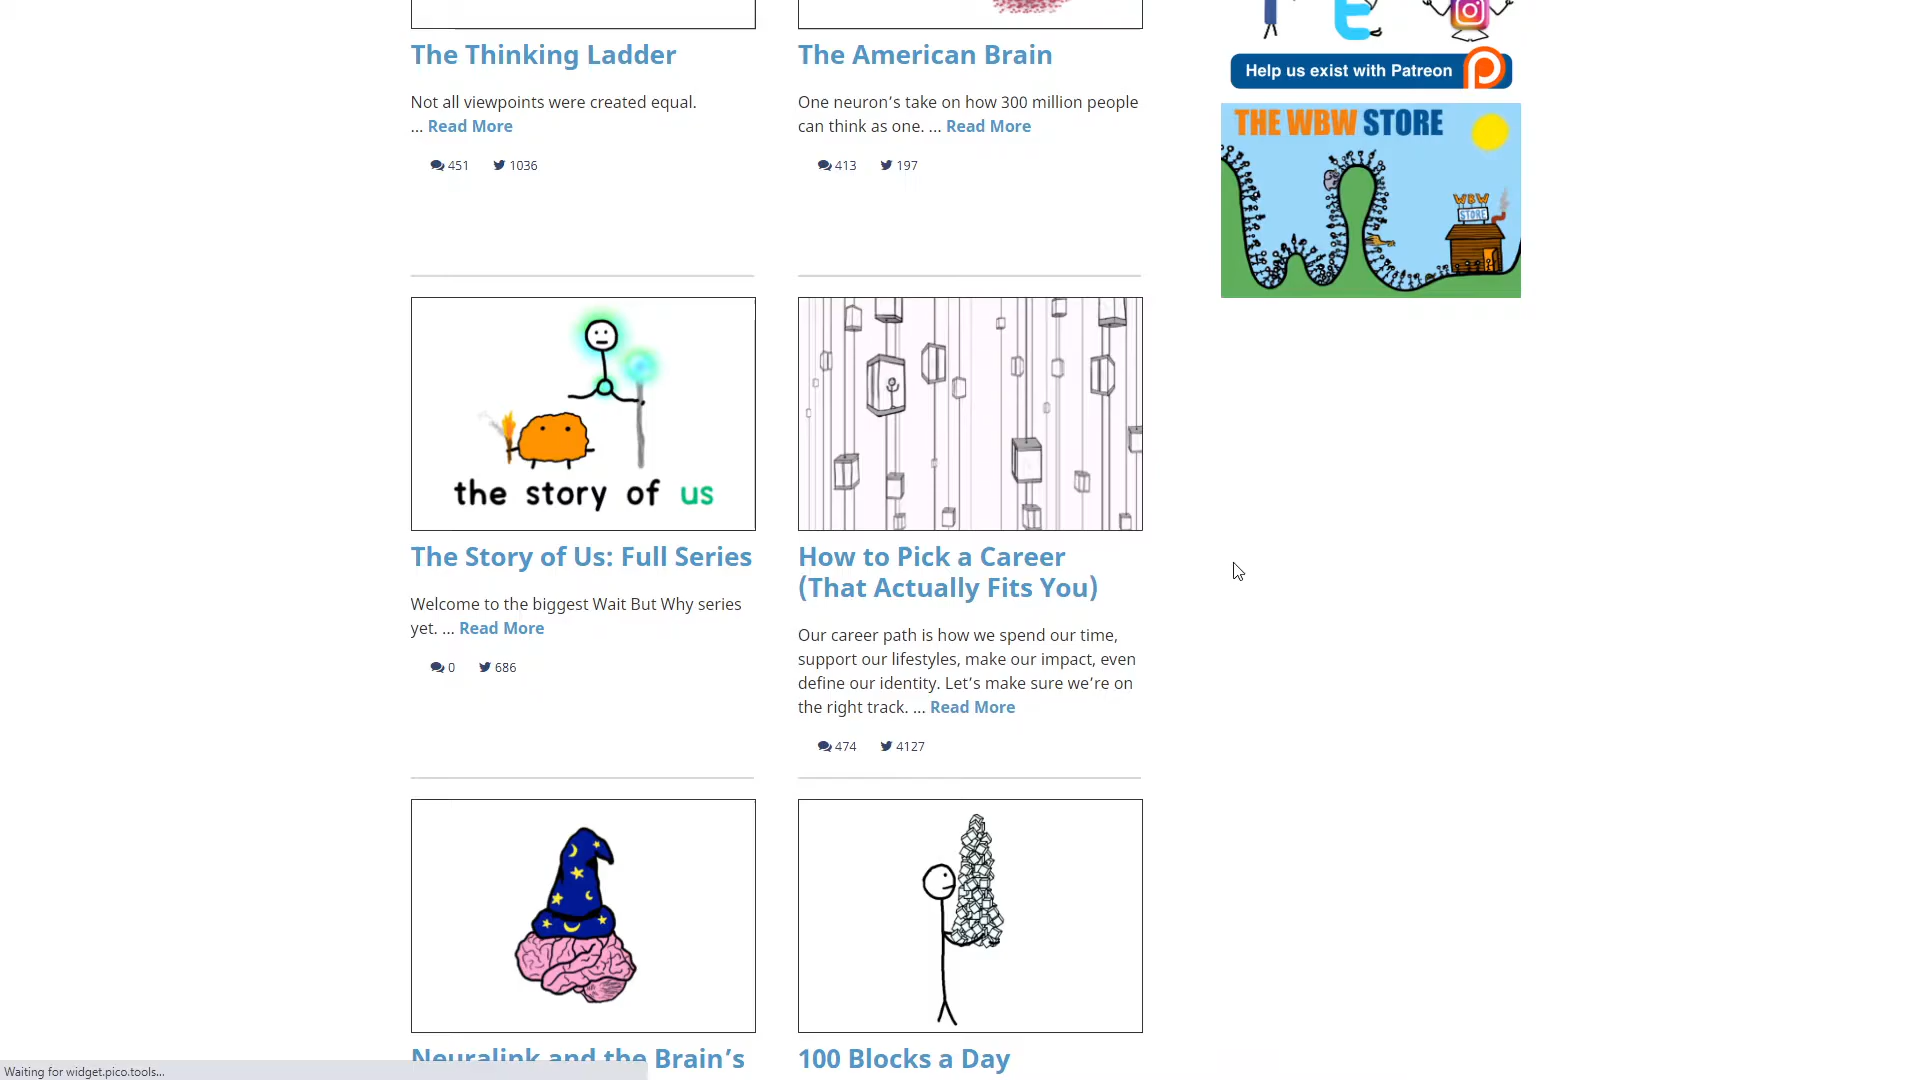 The Thinking Ladder
Not all viewpoints were created equal.
... Read More
451 1036
The American Brain
One neuron’s take on how 300 million people
can think as one. ... Read More
413 197
Help us exist with Patreon
THE WBW STORE
WBW
STORE
the story of us
The Story of Us: Full Series
Welcome to the biggest Wait But Why series
yet. ... Read More
0 686
How to Pick a Career
(That Actually Fits You)
Our career path is how we spend our time,
support our lifestyles, make our impact, even
define our identity. Let’s make sure we’re on
the right track. ... Read More
474 4127
Neuralink and the Brain’s
100 Blocks a Day
Waiting for widget.pico.tools...